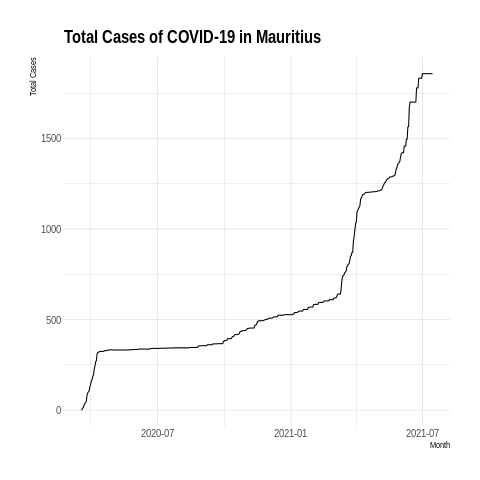 Total Cases of COVID-19 in Mauritius
Total Cases
1500
1000
500
0
2020-07 2021-01 2021-07
Month